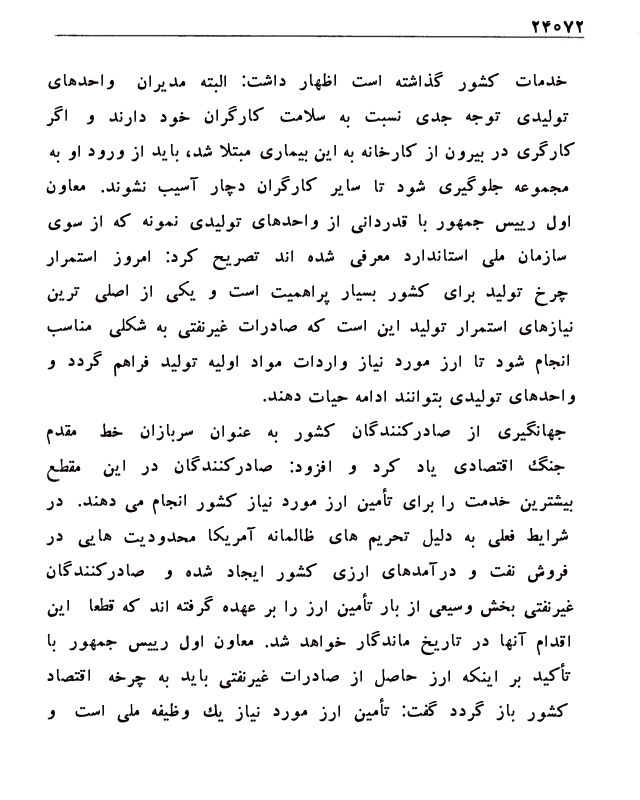 ۲۴۰۷۲
خدمات کشور گذاشته است اظهار داشت: البته مدیران واحدهای
تولیدی توجه جدی نسبت به سلامت کارگران خود دارند و اگر
کارگری در بیرون از کارخانه به این بیماری مبتلا شد، باید از ورود او به
مجموعه جلوگیری شود تا سایر کارگران دچار آسیب نشوند. معاون
اول رییس جمهور با قدردانی از واحدهای تولیدی نمونه که از سوی
سازمان ملی استاندارد معرفی شده اند تصریح کرد: امروز استمرار
چرخ تولید برای کشور بسیار پراهمیت است و یکی از اصلی ترین
نیازهای استمرار تولید این است که صادرات غیرنفتی به شکلی مناسب
انجام شود تا ارز مورد نیاز واردات مواد اولیه تولید فراهم گردد و
واحدهای تولیدی بتوانند ادامه حیات دهند.
جهانگیری از صادرکنندگان کشور به عنوان سربازان خط مقدم
جنگ اقتصادی یاد کرد و افزود: صادرکنندگان در این مقطع
بیشترین خدمت را برای تأمین ارز مورد نیاز کشور انجام می دهند. در
شرایط فعلی به دلیل تحریم های ظالمانه آمریکا محدودیت هایی در
فروش نفت و درآمدهای ارزی کشور ایجاد شده و صادرکنندگان
غیرنفتی بخش وسیعی از بار تأمین ارز را بر عهده گرفته اند که قطعا این
اقدام آنها در تاریخ ماندگار خواهد شد. معاون اول رییس جمهور با
تأکید بر اینکه ارز حاصل از صادرات غیرنفتی باید به چرخه اقتصاد
کشور باز گردد گفت: تأمین ارز مورد نیاز یك وظیفه ملی است و